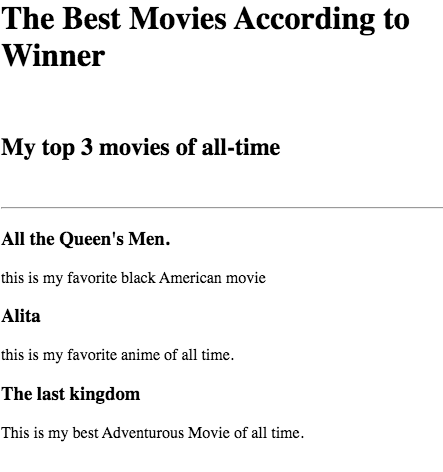 The Best Movies According to
Winner
My top 3 movies of all-time
All the Queen's Men.
this is my favorite black American movie
Alita
this is my favorite anime of all time.
The last kingdom
This is my best Adventurous Movie of all time.